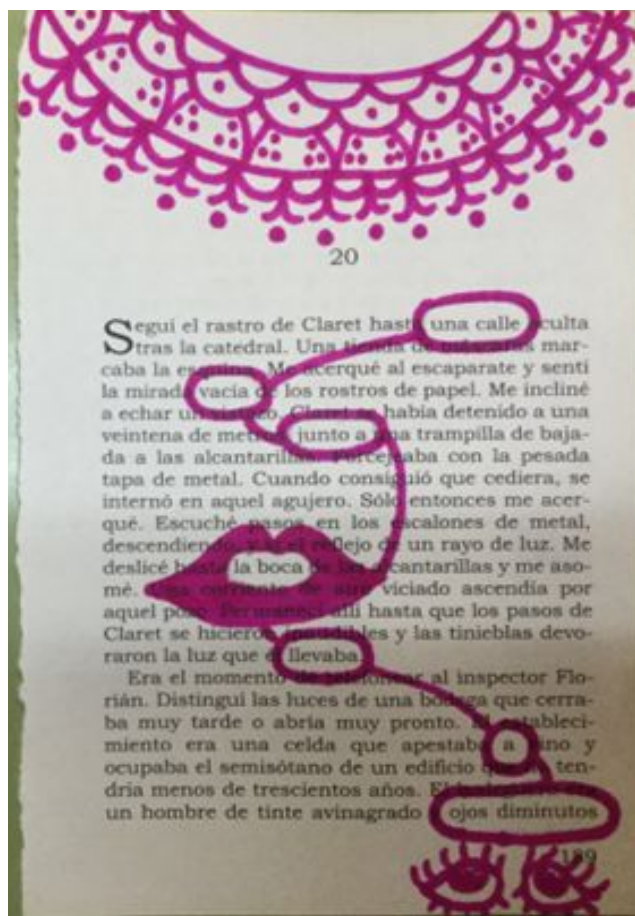 20
Seguí el rastro de Claret hasta una calle oculta
tras la catedral. Una tienda de máscaras mar-
caba la esquina. Me acerqué al escaparate y sentí
la mirada vacía de los rostros de papel. Me incliné
a echar un vistazo. Claret se había detenido a una
veintena de metros, junto a una trampilla de baja-
da a las alcantarillas. Forcejeaba con la pesada
tapa de metal. Cuando consiguió que cediera, se
internó en aquel agujero. Sólo entonces me acer-
qué. Escuché pasos en los escalones de metal,
descendiendo, y vi el reflejo de un rayo de luz. Me
deslicé hasta la boca de las alcantarillas y me aso-
mé. Una corriente de aire viciado ascendía por
aquel pozo. Permanecí allí hasta que los pasos de
Claret se hicieron inaudibles y las tinieblas devo-
raron la luz que él llevaba.
Era el momento de telefonear al inspector Flo-
rián. Distinguí las luces de una bodega que cerra-
ba muy tarde o abría muy pronto. El estableci-
miento era una celda que apestaba a vino y
ocupaba el semisótano de un edificio que no ten-
dría menos de trescientos años. El bodeguero era
un hombre de tinte avinagrado y ojos diminutos
189